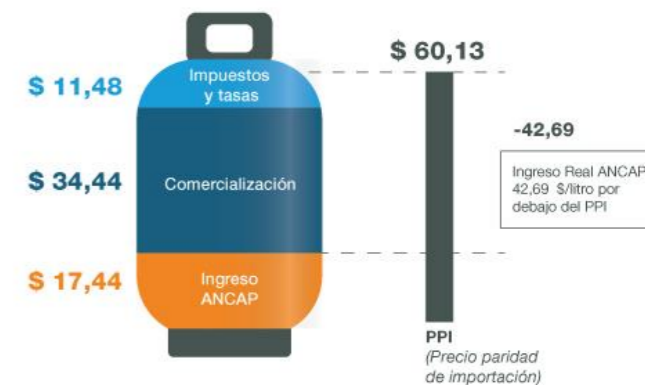 $ 60,13
Impuestos
y tasas
$ 11,48
-42,69
Ingreso Real ANCAP
42,69 $/litro por
debajo del PPI
$ 34,44
Comercialización
$ 17,44
Ingreso
ANCAP
PPI
(Precio paridad
de importación)